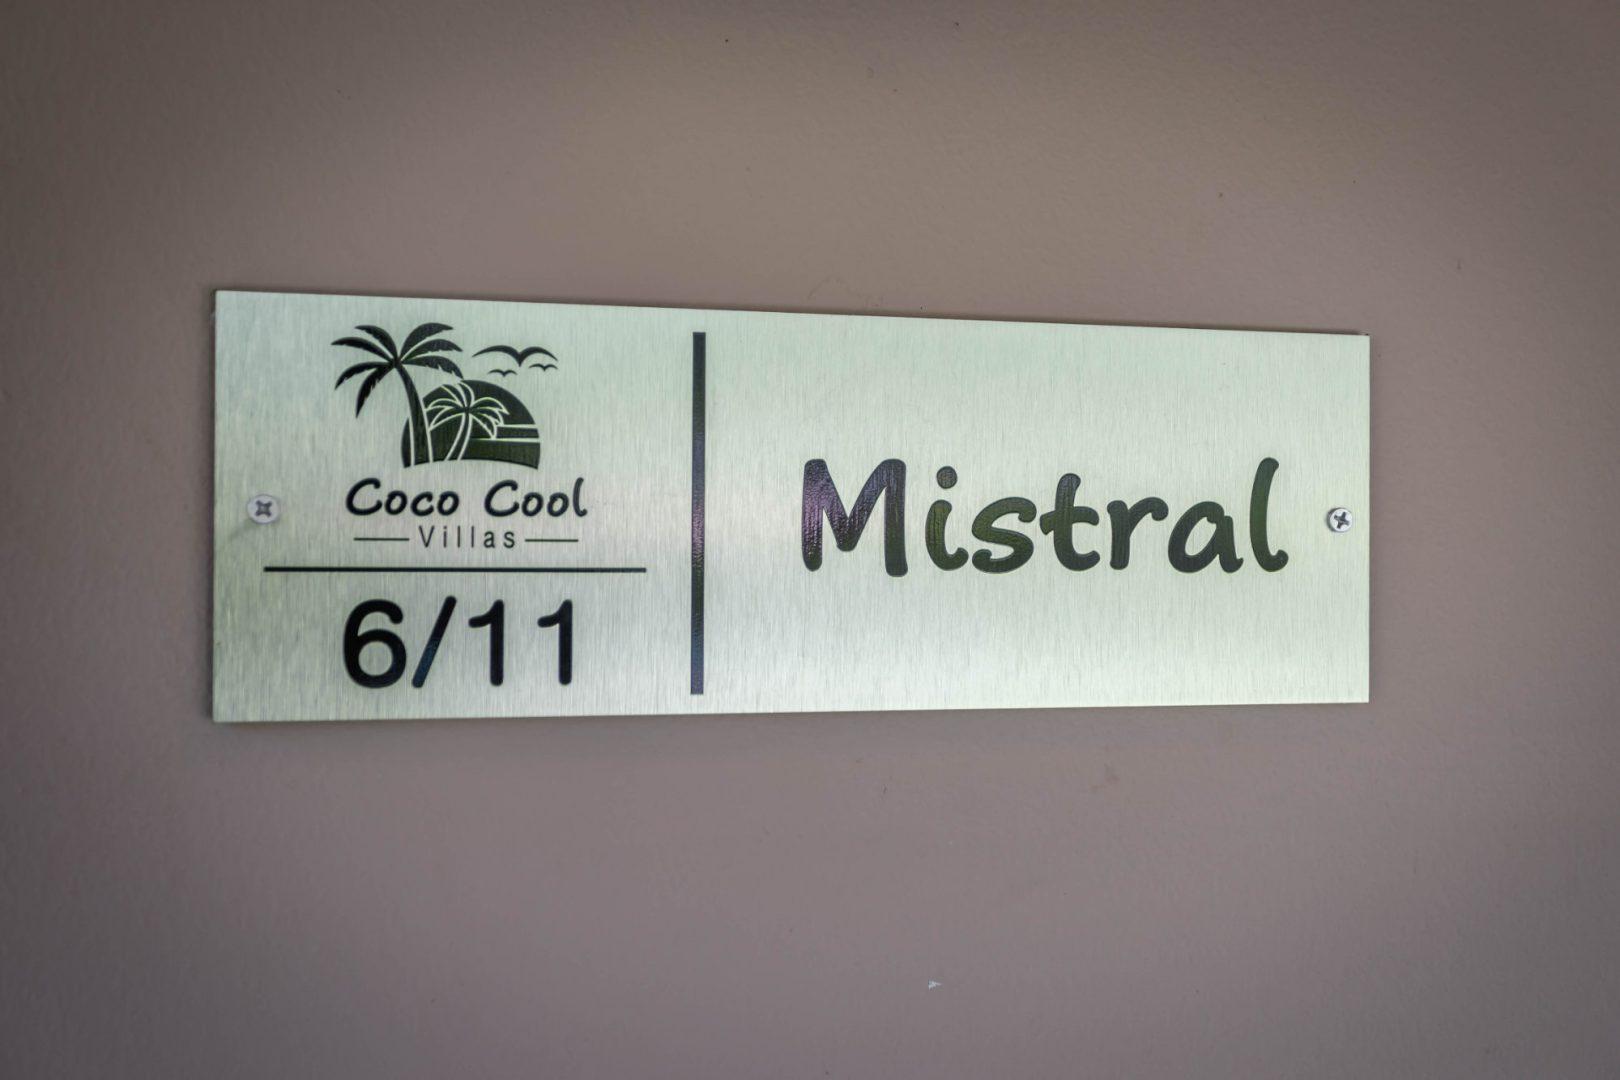 Coco Cool
Villas
6/11
Mistral